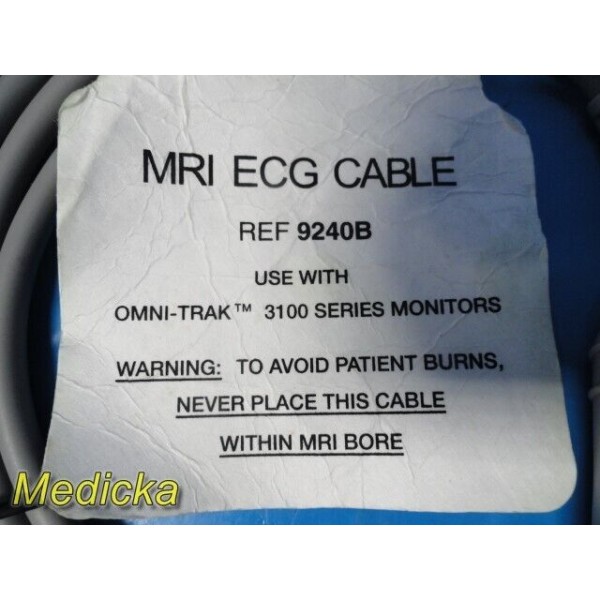 MRI ECG CABLE
REF 9240B
USE WITH
OMNI-TRAK™ 3100 SERIES MONITORS
WARNING: TO AVOID PATIENT BURNS,
NEVER PLACE THIS CABLE
WITHIN MRI BORE
Medicka